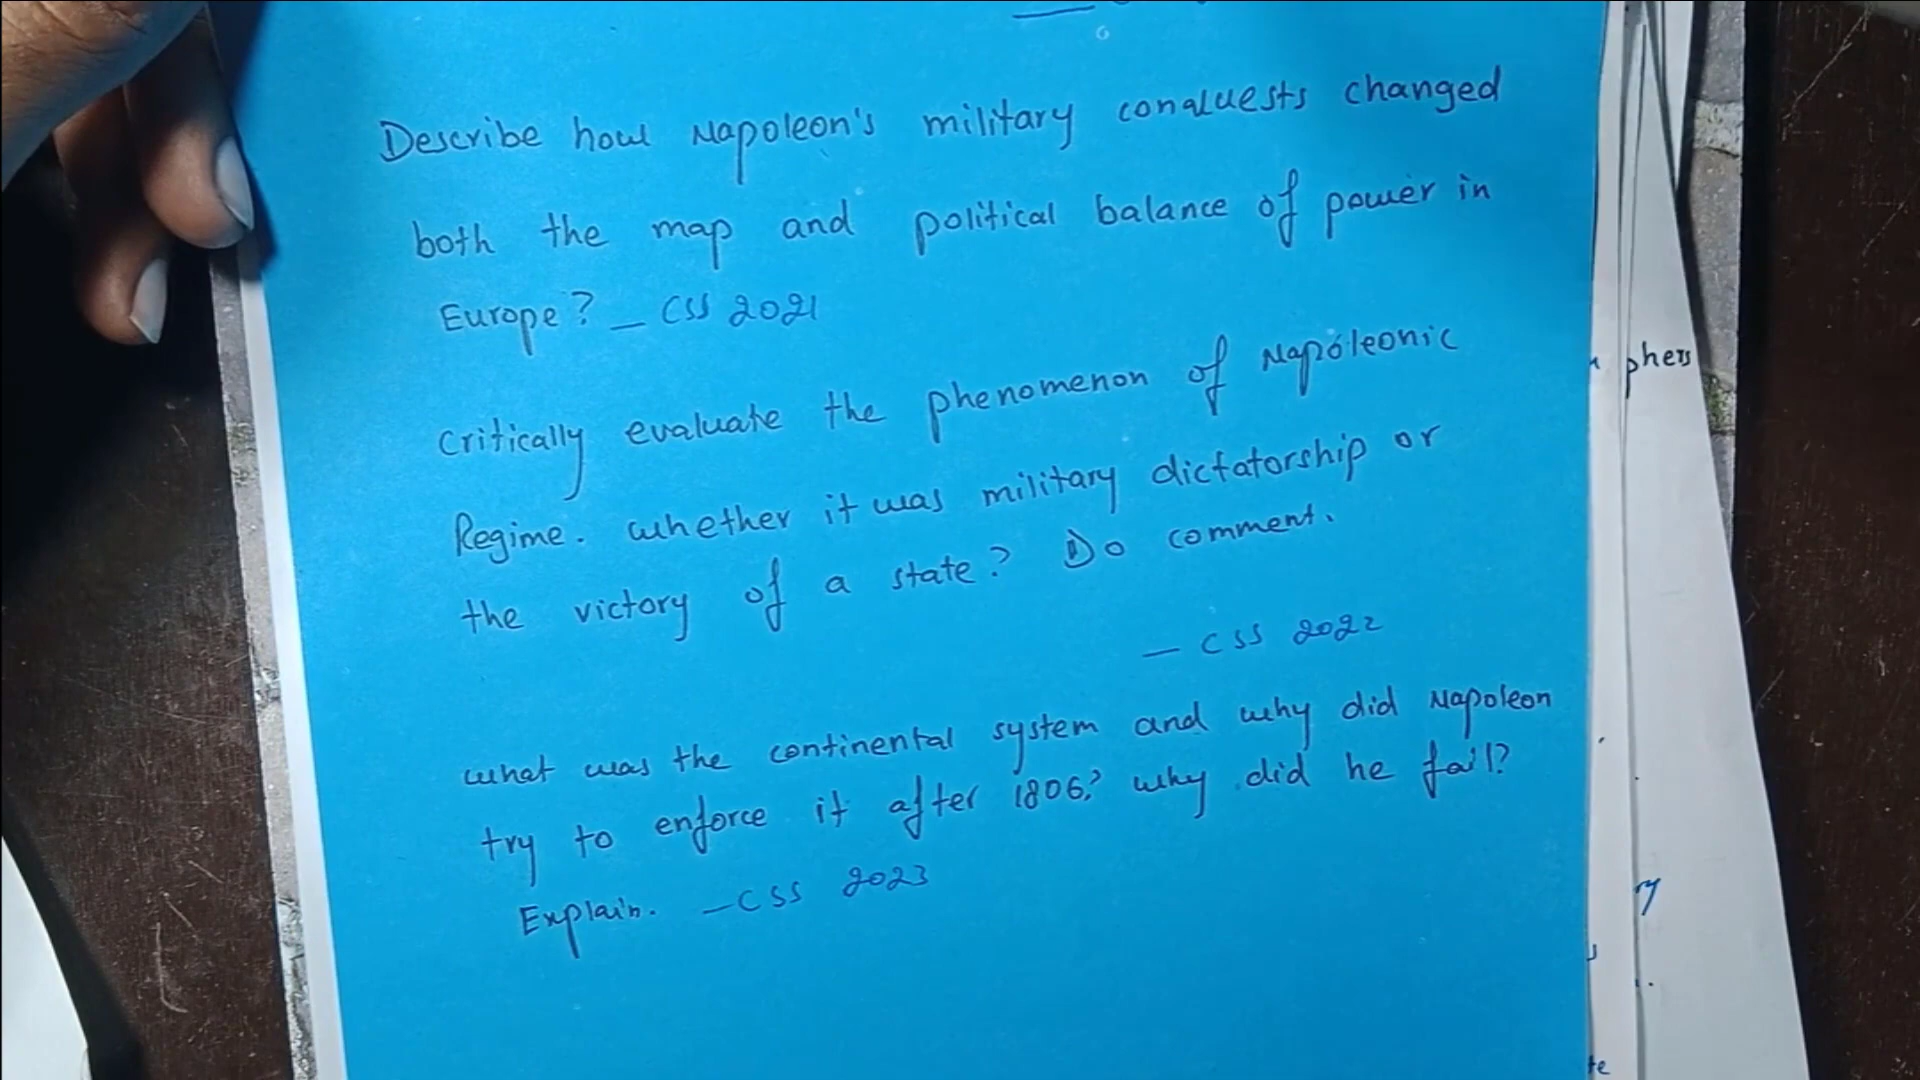 Describe how Napoleon's military conquests changed
both the map and political balance of power in
Europe? _ CSS 2021
critically evaluate the phenomenon of Napoleonic
Regime. whether it was military dictatorship or
the victory of a state? Do comment.
_ CSS 2022
what was the continental system and why did Napoleon
try to enforce it after 1806? why did he fail?
Explain. _ CSS 2023
phers
ry
te